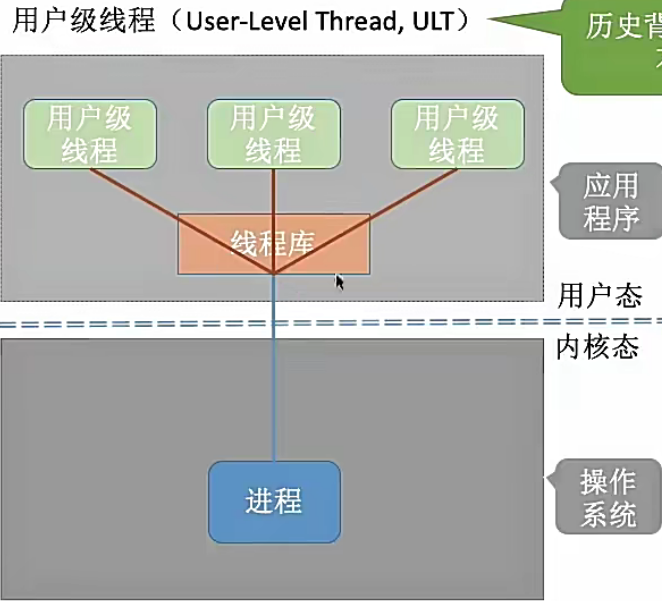 用户级线程（User-Level Thread, ULT）
历史背
用户级
线程
用户级
线程
用户级
线程
应用
程序
线程库
用户态
内核态
进程
操作
系统